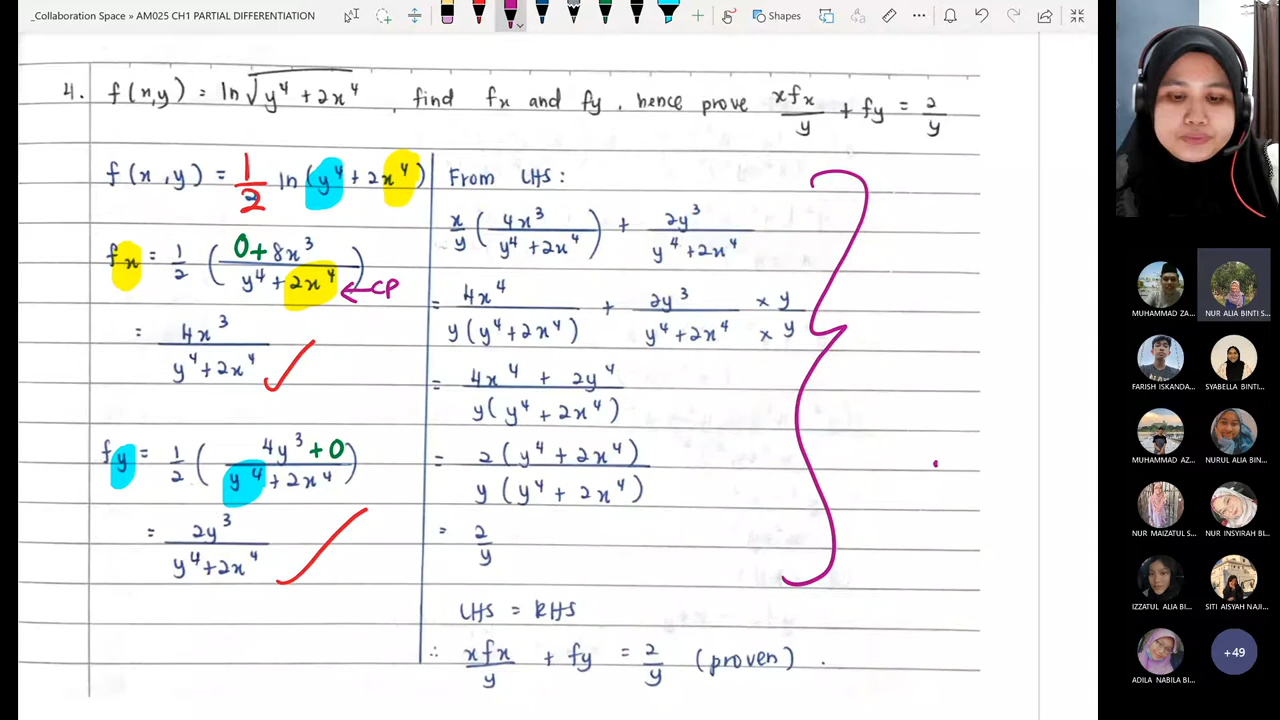 _Collaboration Space » AM025 CH1 PARTIAL DIFFERENTIATION
Shapes
4. f(x,y) = ln√(y⁴ + 2x⁴) , find fx and fy, hence prove xfx/y + fy = 2/y
f(x,y) = 1/2 ln(y⁴ + 2x⁴)
fx = 1/2 ( 0 + 8x³ / y⁴ + 2x⁴ ) ← CP
= 4x³ / y⁴ + 2x⁴
fy = 1/2 ( 4y³ + 0 / y⁴ + 2x⁴ )
= 2y³ / y⁴ + 2x⁴
From LHS :
x/y ( 4x³ / y⁴ + 2x⁴ ) + 2y³ / y⁴ + 2x⁴
= 4x⁴ / y(y⁴ + 2x⁴) + 2y³ / y⁴ + 2x⁴ × y / × y
= 4x⁴ + 2y⁴ / y(y⁴ + 2x⁴)
= 2(y⁴ + 2x⁴) / y(y⁴ + 2x⁴)
= 2/y
LHS = RHS
∴ xfx/y + fy = 2/y (proven) .
MUHAMMAD ZA...
NUR ALIA BINTI S...
FARISH ISKANDA...
SYABELLA BINTI...
MUHAMMAD AZ...
NURUL ALIA BIN...
NUR MAIZATUL S...
NUR INSYIRAH BI...
IZZATUL ALIA BI...
SITI AISYAH NAJI...
ADILA NABILA BI...
+49